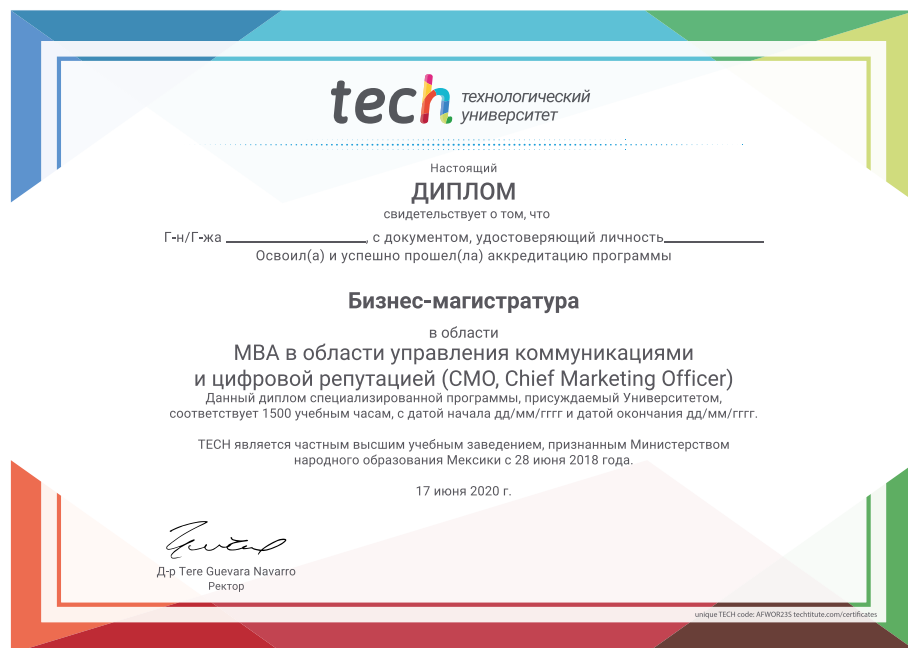 tech технологический
университет
Настоящий
ДИПЛОМ
свидетельствует о том, что
Г-н/Г-жа , с документом, удостоверяющий личность
Освоил(а) и успешно прошел(ла) аккредитацию программы
Бизнес-магистратура
в области
MBA в области управления коммуникациями
и цифровой репутацией (CMO, Chief Marketing Officer)
Данный диплом специализированной программы, присуждаемый Университетом,
соответствует 1500 учебным часам, с датой начала дд/мм/гггг и датой окончания дд/мм/гггг.
TECH является частным высшим учебным заведением, признанным Министерством
народного образования Мексики с 28 июня 2018 года.
17 июня 2020 г.
Д-р Tere Guevara Navarro
Ректор
unique TECH code: AFWOR23S techtitute.com/certificates